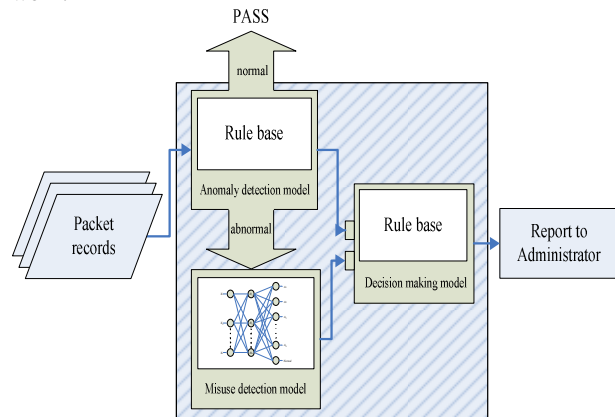 PASS
normal
Rule base
Anomaly detection model
Packet
records
abnormal
Rule base
Decision making model
Report to
Administrator
Misuse detection model